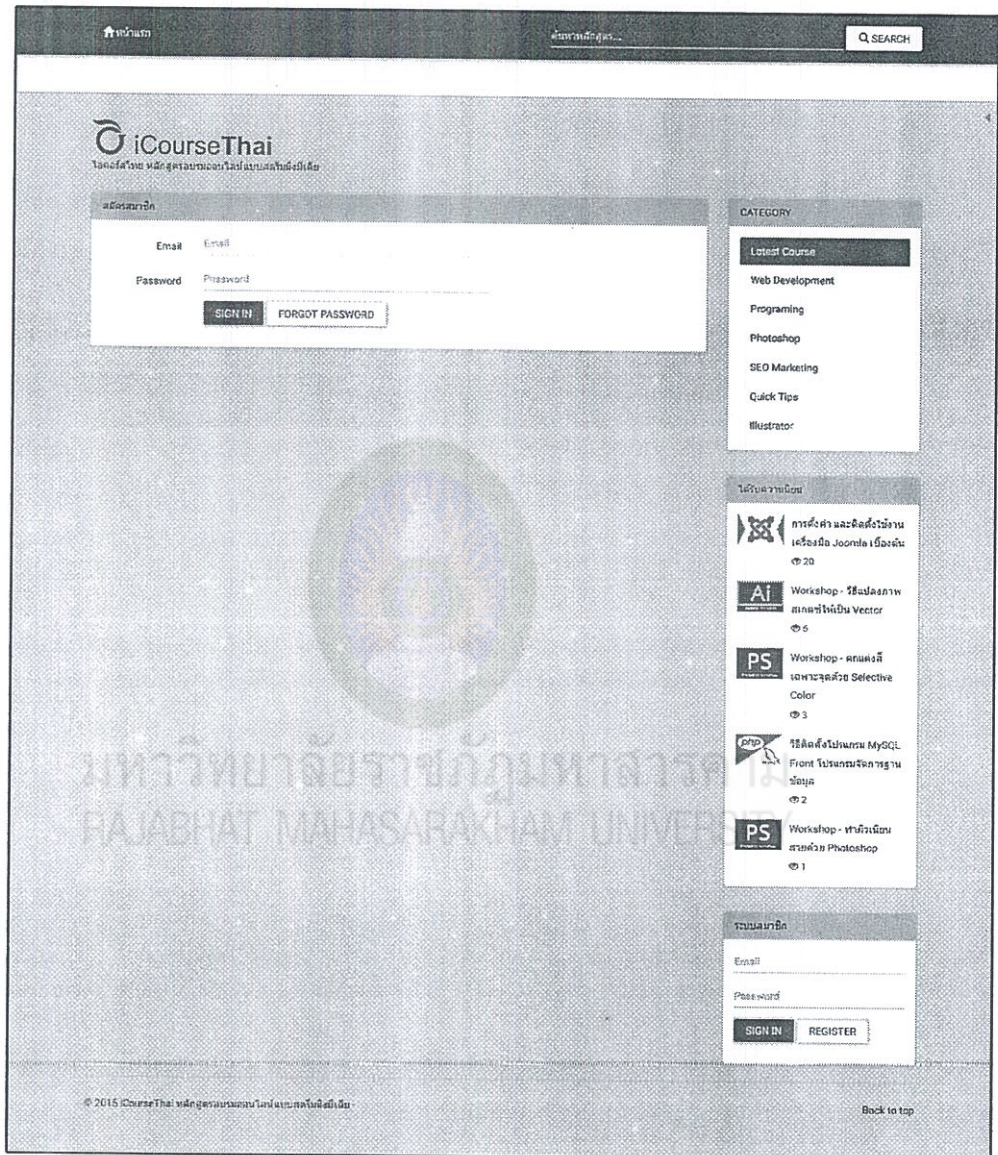 หน้าแรก
ค้นหาหลักสูตร...
SEARCH
iCourseThai
ไอคอร์สไทย หลักสูตรอบรมออนไลน์แบบสตรีมมิ่งมีเดีย
สมัครสมาชิก
Email Email
Password Password
SIGN IN FORGOT PASSWORD
CATEGORY
Latest Course
Web Development
Programing
Photoshop
SEO Marketing
Quick Tips
Illustrator
ได้รับความนิยม
การตั้งค่า และติดตั้งใช้งาน
เครื่องมือ Joomla เบื้องต้น
20
Ai
Workshop - วิธีแปลงภาพ
สเกตช์ให้เป็น Vector
6
PS
Workshop - ตกแต่งสี
เฉพาะจุดด้วย Selective
Color
3
php
วิธีติดตั้งโปรแกรม MySQL
Front โปรแกรมจัดการฐาน
ข้อมูล
2
PS
Workshop - ทำผิวเนียน
สวยด้วย Photoshop
1
มหาวิทยาลัยราชภัฏมหาสารคาม
RAJABHAT MAHASARAKHAM UNIVERSITY
ระบบสมาชิก
Email
Password
SIGN IN REGISTER
© 2015 iCourseThai หลักสูตรอบรมออนไลน์แบบสตรีมมิ่งมีเดีย -
Back to top